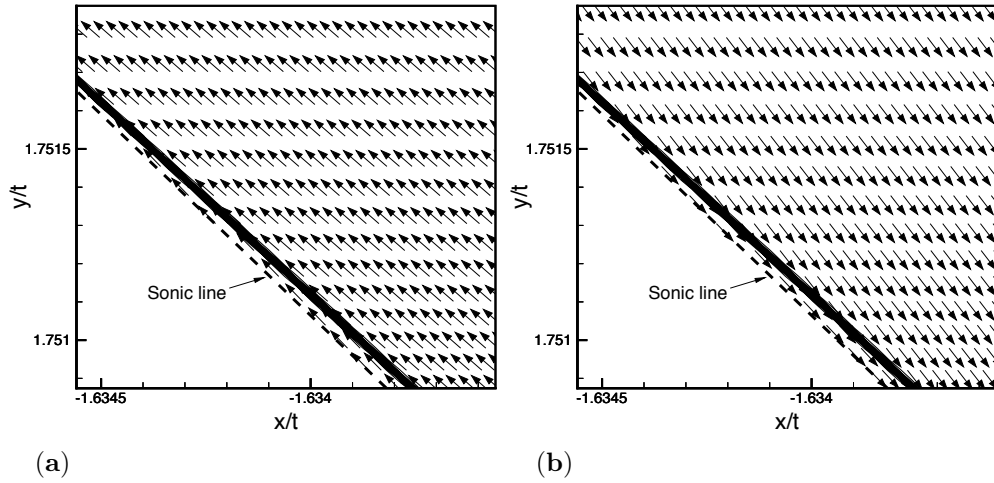 y/t
1.7515
1.751
Sonic line
-1.6345
-1.634
x/t
(a)
y/t
1.7515
1.751
Sonic line
-1.6345
-1.634
x/t
(b)